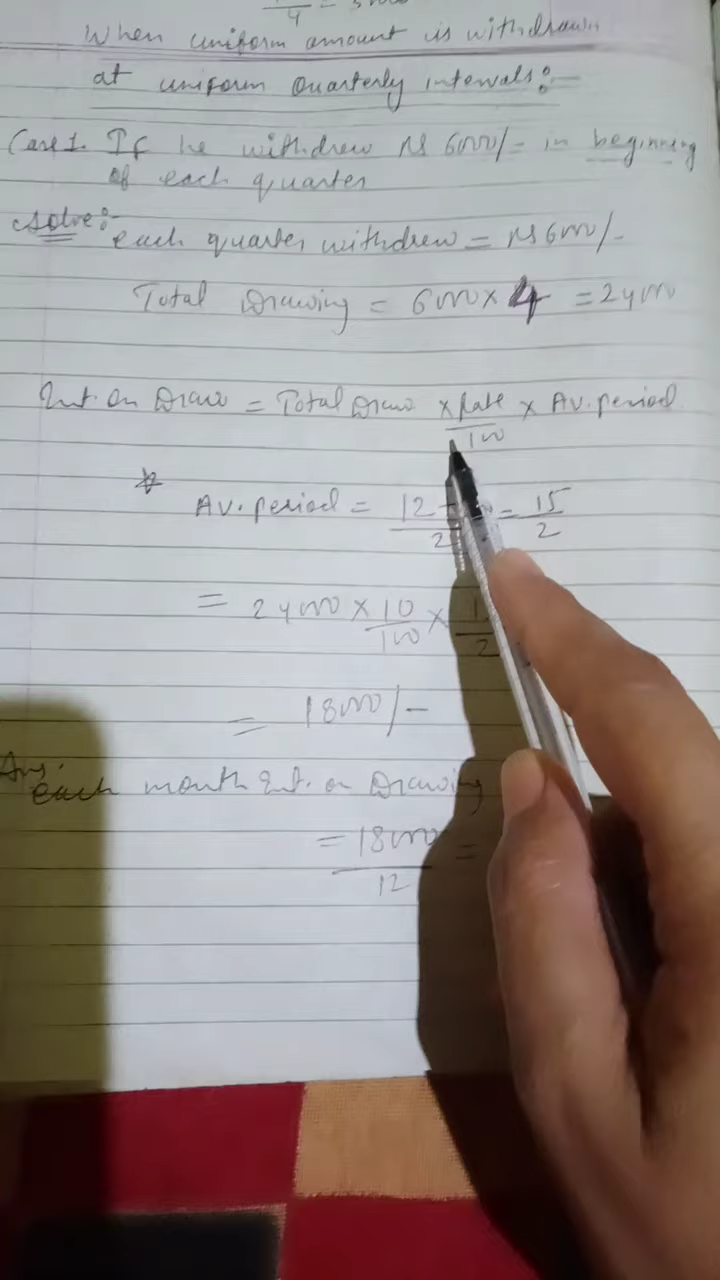 4 =
When uniform amount is withdrawn
at uniform Quarterly intervals:-
Case 1. If he withdrew Rs 6000/- in beginning
of each quarter
Solve:-
each quarter withdrew = Rs 6000/-
Total Drawing = 6000 × 4 = 24000
Int. on Draw = Total Draw × Rate/100 × Av. period
Av. period = 12 + /2 = 15/2
= 24000 × 10/100 × /2
= 18000/-
Ans.
each month Int. on Drawing
= 18000/12 =